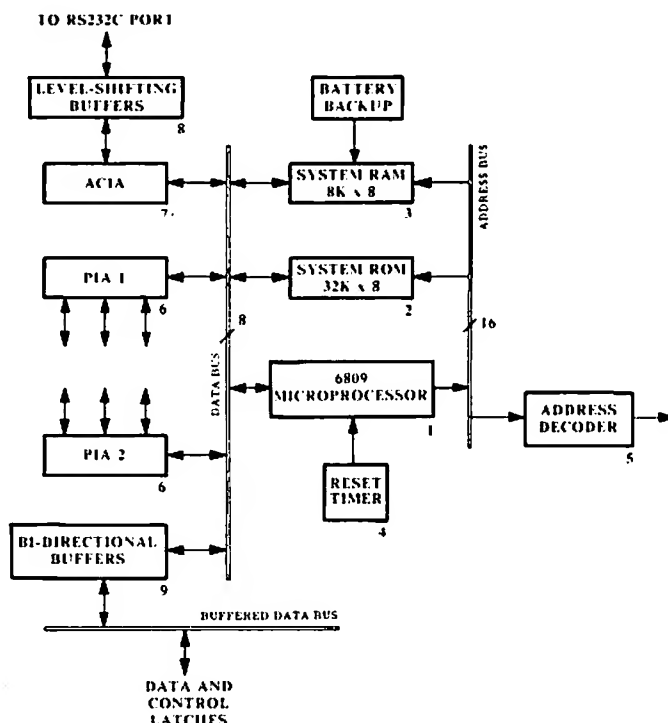 TO RS232C PORT
LEVEL-SHIFTING
BUFFERS
8
BATTERY
BACKUP
ACIA
7
SYSTEM RAM
8K x 8
3
ADDRESS BUS
PIA 1
6
SYSTEM ROM
32K x 8
2
8
16
DATA BUS
6809
MICROPROCESSOR
1
ADDRESS
DECODER
5
PIA 2
6
RESET
TIMER
4
BI-DIRECTIONAL
BUFFERS
9
BUFFERED DATA BUS
DATA AND
CONTROL
LATCHES